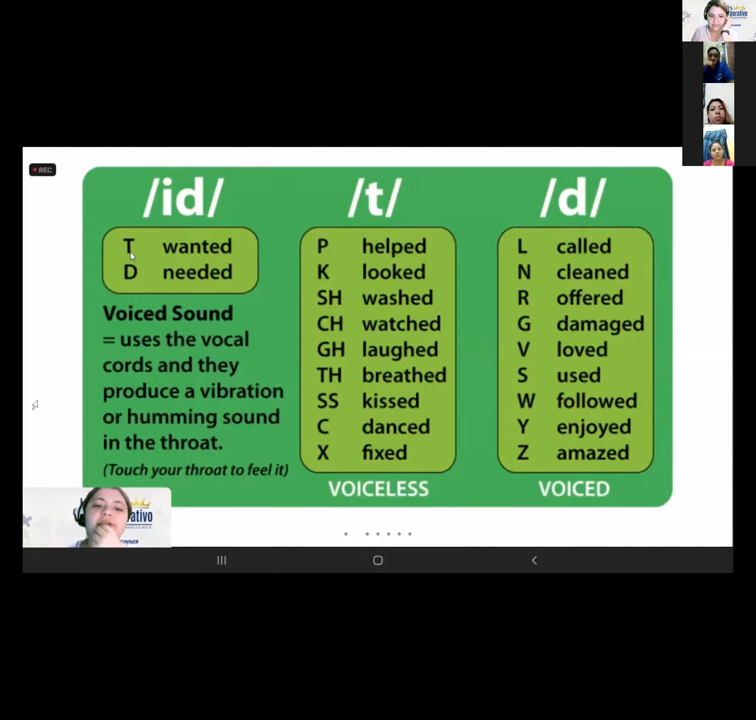 porativo
REC
/id/ /t/ /d/
T wanted
D needed
Voiced Sound
= uses the vocal
cords and they
produce a vibration
or humming sound
in the throat.
(Touch your throat to feel it)
P helped
K looked
SH washed
CH watched
GH laughed
TH breathed
SS kissed
C danced
X fixed
VOICELESS
L called
N cleaned
R offered
G damaged
V loved
S used
W followed
Y enjoyed
Z amazed
VOICED
ativo